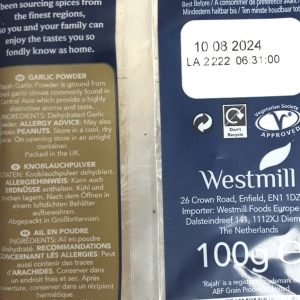 been sourcing spices from
the finest regions,
so you and your family can
enjoy the tastes you so
fondly know as home.
GARLIC POWDER
Rajah Garlic Powder is ground from
dried garlic cloves commonly found in
Central Asia which provide a highly
distinctive aroma and taste.
INGREDIENTS: Dehydrated Garlic
Powder. ALLERGY ADVICE: May also
contain PEANUTS. Store in a cool, dry
area. On opening store in an airtight
container.
Packed in the UK.
KNOBLAUCHPULVER
ZUTATEN: Knoblauchpulver dehydriert.
ALLERGIEHINWEIS: Kann auch
ERDNÜSSE enthalten. Kühl und
trocken lagern. Nach dem Öffnen in
einem luftdichten Behälter
aufbewahren.
Abgepackt in Großbritannien.
AIL EN POUDRE
INGRÉDIENTS: Ail en poudre
déshydraté. RECOMMANDATIONS
CONCERNANT LES ALLERGIES: Peut
aussi contenir des traces
d'ARACHIDES. Conserver dans
un endroit frais et sec. Après
ouverture, conserver dans un
récipient hermétique.
Best Before / À consommer de préférence avant
Mindestens haltbar bis / Ten minste houdbaar tot
10 08 2024
LA 2222 06:31:00
Don't
Recycle
Vegetarian Society
APPROVED
Westmill
26 Crown Road, Enfield, EN1 1DZ
Importer: Westmill Foods Europe
Dalsteindreef 141, 1112XJ Diemen
The Netherlands
100g e
'Rajah' is a registered trademark
ABF Grain Products Limited